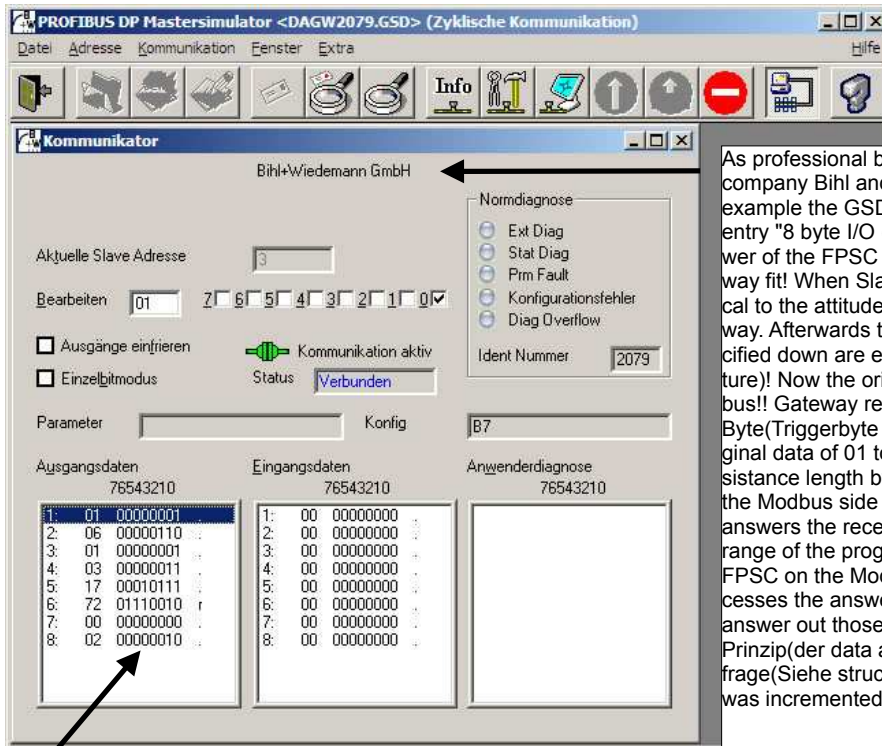 PROFIBUS DP Mastersimulator <DAGW2079.GSD> (Zyklische Kommunikation)
Datei Adresse Kommunikation Fenster Extra Hilfe
Info
Kommunikator
Bihl+Wiedemann GmbH
Normdiagnose
Ext Diag
Stat Diag
Prm Fault
Konfigurationsfehler
Diag Overflow
Ident Nummer 2079
Aktuelle Slave Adresse 3
Bearbeiten 01 7 6 5 4 3 2 1 0
Ausgänge einfrieren
Kommunikation aktiv
Einzelbitmodus
Status Verbunden
Parameter Konfig B7
Ausgangsdaten Eingangsdaten Anwenderdiagnose
76543210 76543210 76543210
1: 01 00000001 . 1: 00 00000000 .
2: 06 00000110 . 2: 00 00000000 .
3: 01 00000001 . 3: 00 00000000 .
4: 03 00000011 . 4: 00 00000000 .
5: 17 00010111 . 5: 00 00000000 .
6: 72 01110010 r 6: 00 00000000 .
7: 00 00000000 . 7: 00 00000000 .
8: 02 00000010 . 8: 00 00000000 .
As professional b
company Bihl and
example the GSD
entry "8 byte I/O
wer of the FPSC
way fit! When Sla
cal to the attitude
way. Afterwards t
cified down are e
ture)! Now the ori
bus!! Gateway re
Byte(Triggerbyte
ginal data of 01 to
sistance length b
the Modbus side
answers the rece
range of the prog
FPSC on the Mod
cesses the answe
answer out those
Prinzip(der data a
frage(Siehe struc
was incremented